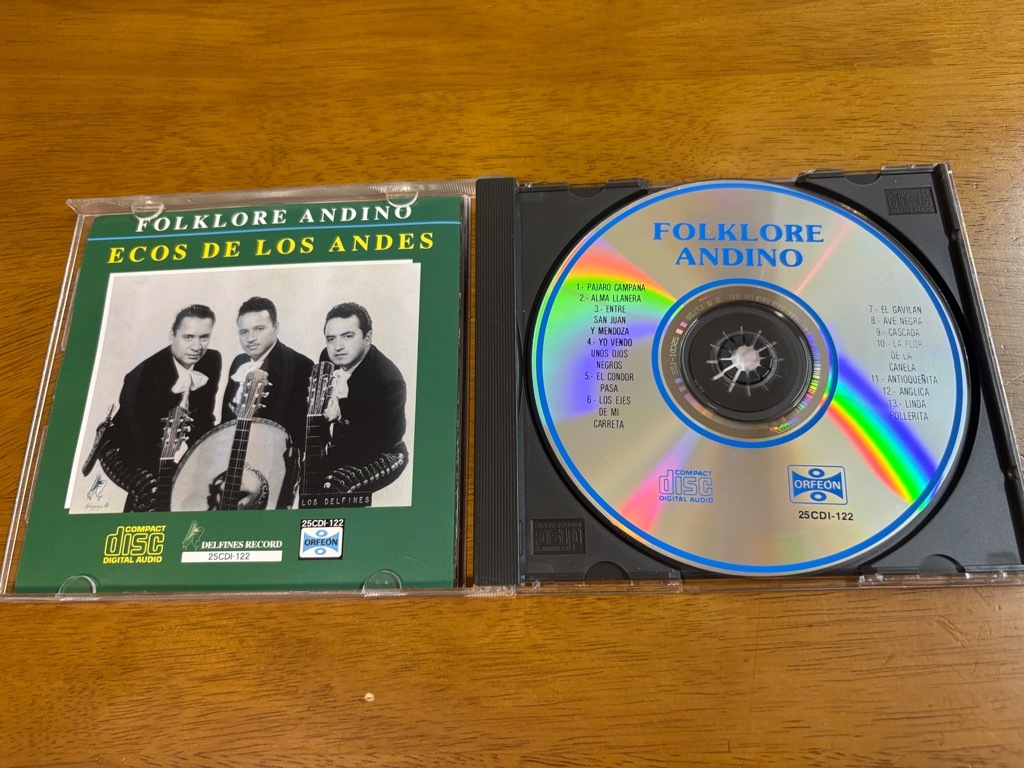 FOLKLORE ANDINO
ECOS DE LOS ANDES
LOS DELFINES
COMPACT
disc
DIGITAL AUDIO
DELFINES RECORD
25CDI-122
25CDI-122
ORFEON
FOLKLORE
ANDINO
1.- PAJARO CAMPANA
2.- ALMA LLANERA
3.- ENTRE
SAN JUAN
Y MENDOZA
4.- YO VENDO
UNOS OJOS
NEGROS
5.- EL CONDOR
PASA
6.- LOS EJES
DE MI
CARRETA
7.- EL GAVILAN
8.- AVE NEGRA
9.- CASCADA
10.- LA FLOR
DE LA
CANELA
11.- ANTIOQUEÑITA
12.- ANGLICA
13.- LINDA
POLLERITA
COMPACT
disc
DIGITAL AUDIO
ORFEON
25CDI-122